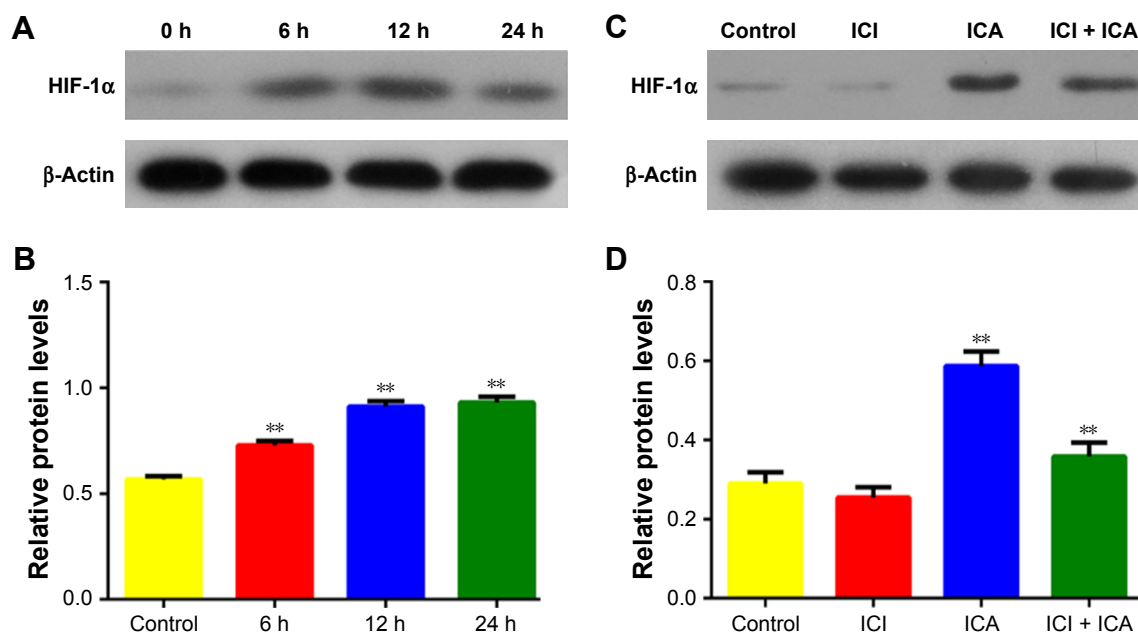 A
0 h 6 h 12 h 24 h
HIF-1α
β-Actin
B
Relative protein levels
1.5
1.0
0.5
0.0
**
**
**
Control 6 h 12 h 24 h
C
Control ICI ICA ICI + ICA
HIF-1α
β-Actin
D
Relative protein levels
0.8
0.6
0.4
0.2
0.0
**
**
Control ICI ICA ICI + ICA